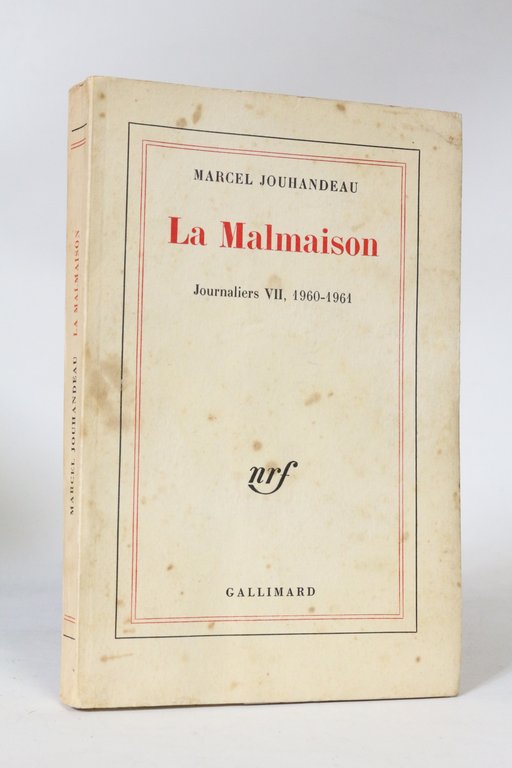 MARCEL JOUHANDEAU
La Malmaison
Journaliers VII, 1960-1961
nrf
GALLIMARD
MARCEL JOUHANDEAU LA MALMAISON